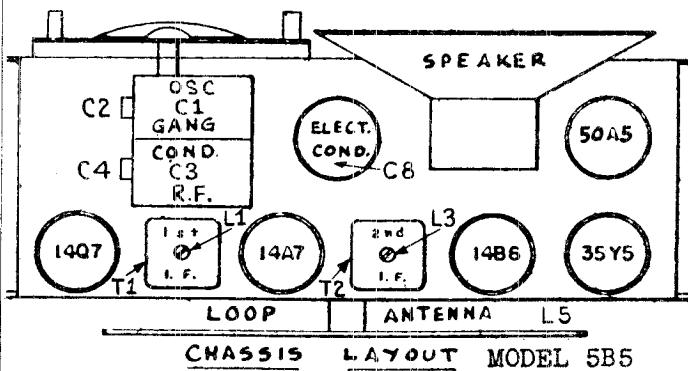 SPEAKER
OSC
C1
GANG
C2
COND.
C3
R.F.
C4
ELECT.
COND.
C8
50A5
14Q7
1st
I.F.
L1
T1
14A7
2nd
I.F.
L3
T2
14B6
35Y5
LOOP ANTENNA L5
CHASSIS LAYOUT MODEL 5B5